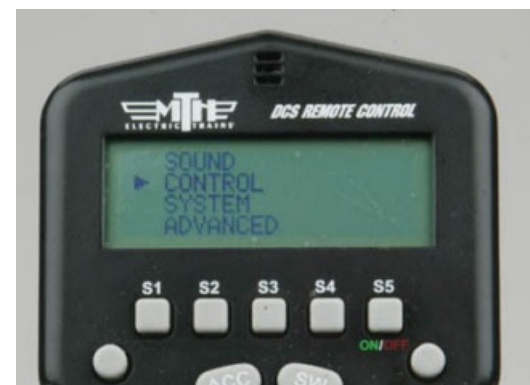 MTH
ELECTRIC TRAINS
DCS REMOTE CONTROL
SOUND
► CONTROL
SYSTEM
ADVANCED
S1 S2 S3 S4 S5
ON/OFF
ACC SW